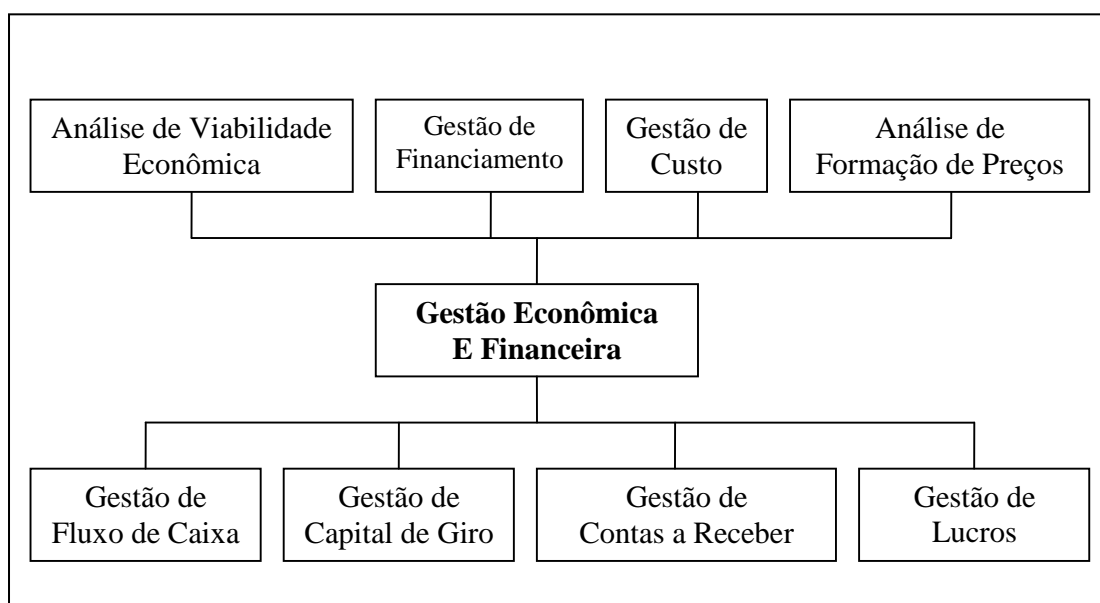 Análise de Viabilidade
Econômica
Gestão de
Financiamento
Gestão de
Custo
Análise de
Formação de Preços
Gestão Econômica
E Financeira
Gestão de
Fluxo de Caixa
Gestão de
Capital de Giro
Gestão de
Contas a Receber
Gestão de
Lucros